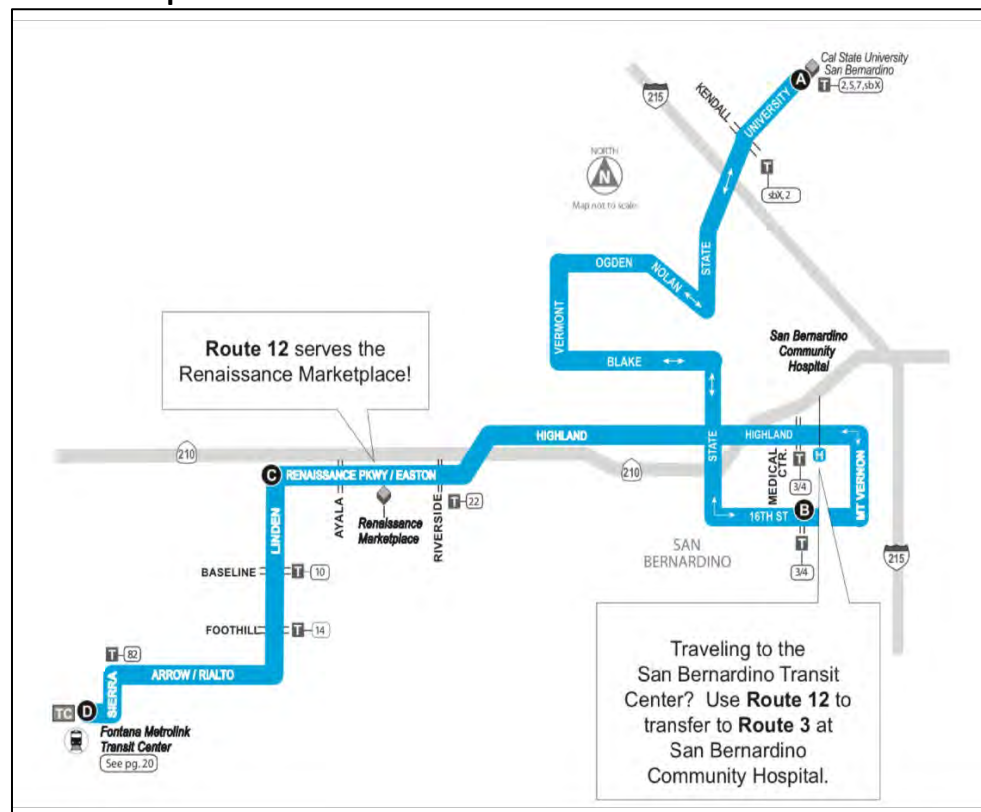 Cal State University
San Bernardino
A
T 2,5,7,sbX
215
KENDALL
UNIVERSITY
NORTH
N
Map not to scale
T
sbX, 2
STATE
OGDEN
NOLAN
VERMONT
BLAKE
San Bernardino
Community
Hospital
Route 12 serves the
Renaissance Marketplace!
HIGHLAND
HIGHLAND
STATE
210
210
C
RENAISSANCE PKWY / EASTON
MEDICAL
CTR.
T
3/4
H
MT VERNON
AYALA
Renaissance
Marketplace
RIVERSIDE
T 22
16TH ST
B
T
3/4
SAN
BERNARDINO
215
LINDEN
BASELINE
T 10
FOOTHILL
T 14
T 82
ARROW / RIALTO
SIERRA
TC D
Fontana Metrolink
Transit Center
See pg. 20
Traveling to the
San Bernardino Transit
Center? Use Route 12 to
transfer to Route 3 at
San Bernardino
Community Hospital.